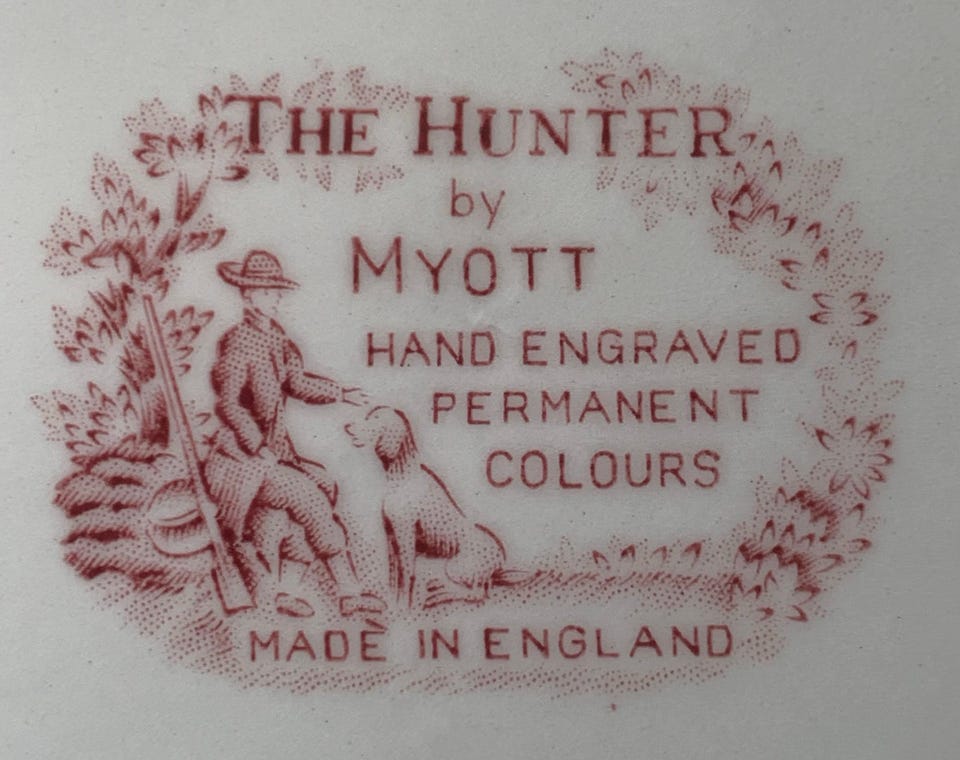 THE HUNTER
by
MYOTT
HAND ENGRAVED
PERMANENT
COLOURS
MADE IN ENGLAND